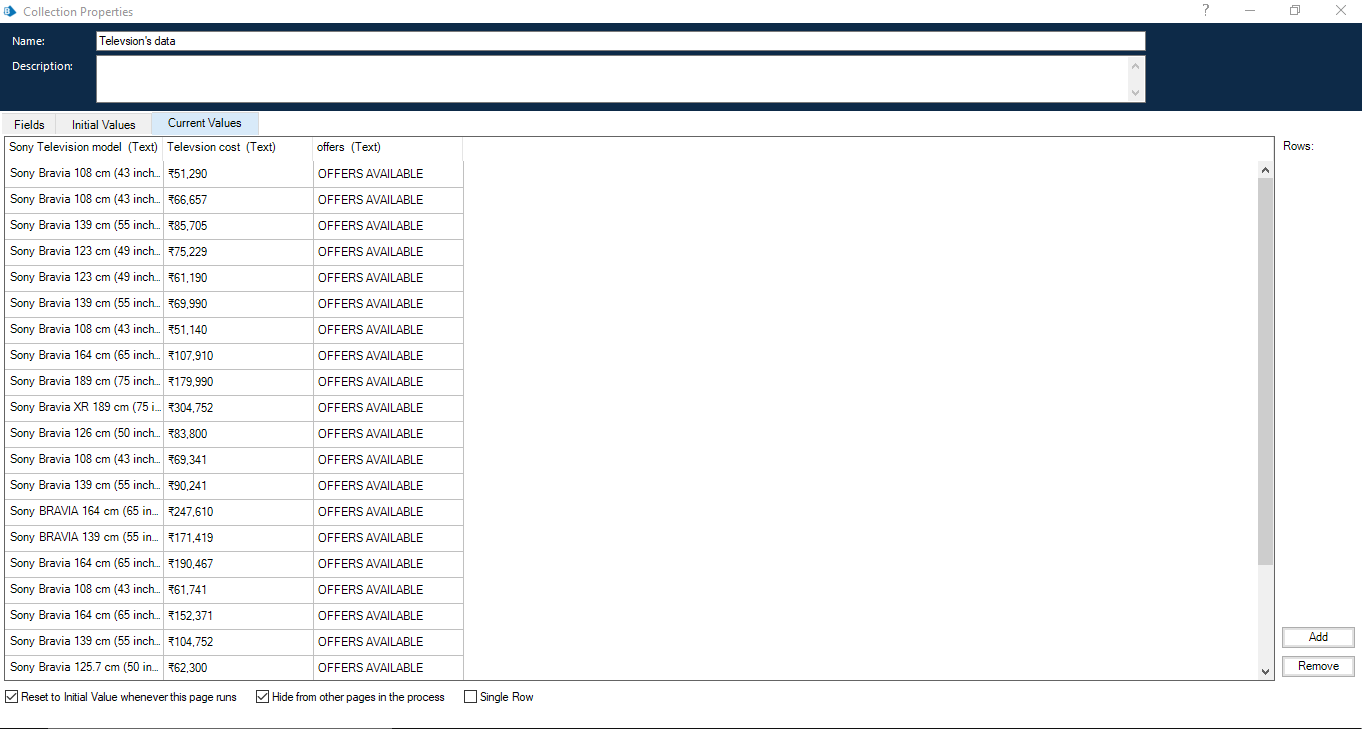 Collection Properties
Name: Televsion's data
Description:
Fields Initial Values Current Values
Sony Television model (Text) Televsion cost (Text) offers (Text) Rows:
Sony Bravia 108 cm (43 inch... ₹51,290 OFFERS AVAILABLE
Sony Bravia 108 cm (43 inch... ₹66,657 OFFERS AVAILABLE
Sony Bravia 139 cm (55 inch... ₹85,705 OFFERS AVAILABLE
Sony Bravia 123 cm (49 inch... ₹75,229 OFFERS AVAILABLE
Sony Bravia 123 cm (49 inch... ₹61,190 OFFERS AVAILABLE
Sony Bravia 139 cm (55 inch... ₹69,990 OFFERS AVAILABLE
Sony Bravia 108 cm (43 inch... ₹51,140 OFFERS AVAILABLE
Sony Bravia 164 cm (65 inch... ₹107,910 OFFERS AVAILABLE
Sony Bravia 189 cm (75 inch... ₹179,990 OFFERS AVAILABLE
Sony Bravia XR 189 cm (75 i... ₹304,752 OFFERS AVAILABLE
Sony Bravia 126 cm (50 inch... ₹83,800 OFFERS AVAILABLE
Sony Bravia 108 cm (43 inch... ₹69,341 OFFERS AVAILABLE
Sony Bravia 139 cm (55 inch... ₹90,241 OFFERS AVAILABLE
Sony BRAVIA 164 cm (65 in... ₹247,610 OFFERS AVAILABLE
Sony BRAVIA 139 cm (55 in... ₹171,419 OFFERS AVAILABLE
Sony Bravia 164 cm (65 inch... ₹190,467 OFFERS AVAILABLE
Sony Bravia 108 cm (43 inch... ₹61,741 OFFERS AVAILABLE
Sony Bravia 164 cm (65 inch... ₹152,371 OFFERS AVAILABLE
Sony Bravia 139 cm (55 inch... ₹104,752 OFFERS AVAILABLE
Sony Bravia 125.7 cm (50 in... ₹62,300 OFFERS AVAILABLE
Add
Remove
Reset to Initial Value whenever this page runs Hide from other pages in the process Single Row